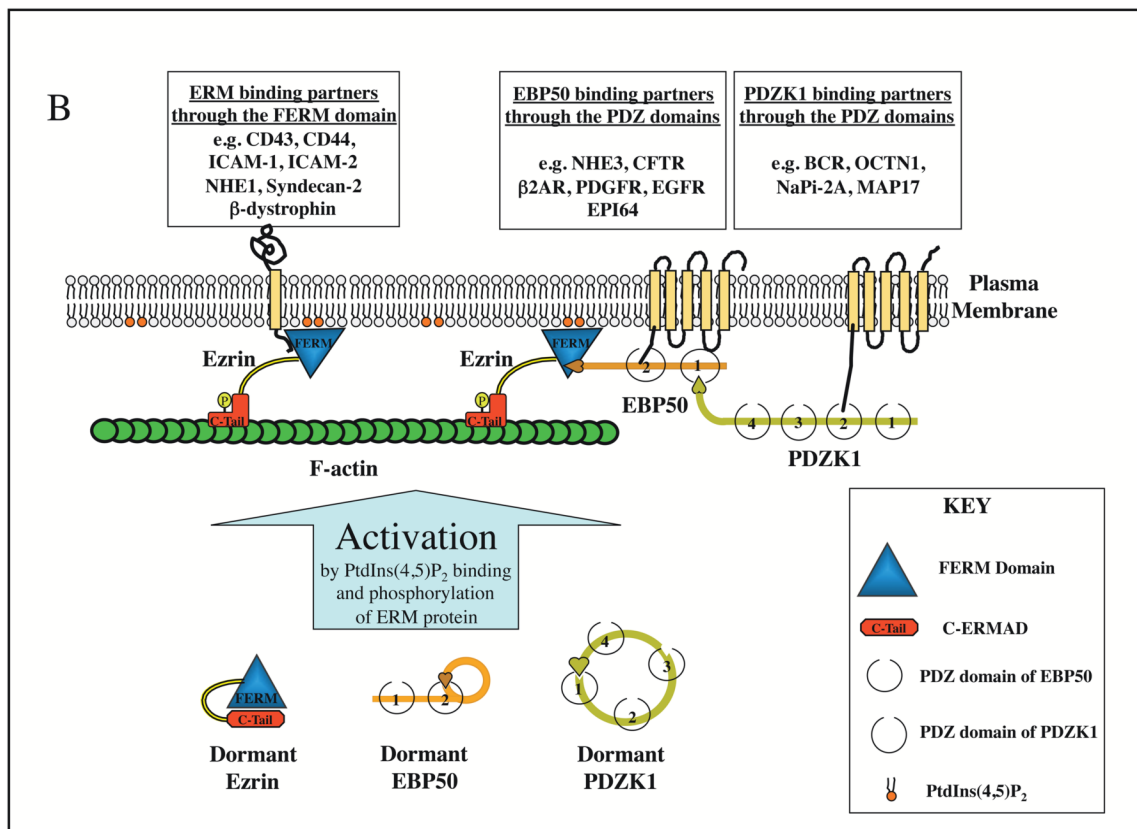 B
ERM binding partners
through the FERM domain
e.g. CD43, CD44,
ICAM-1, ICAM-2
NHE1, Syndecan-2
β-dystrophin
EBP50 binding partners
through the PDZ domains
e.g. NHE3, CFTR
β2AR, PDGFR, EGFR
EPI64
PDZK1 binding partners
through the PDZ domains
e.g. BCR, OCTN1,
NaPi-2A, MAP17
Plasma
Membrane
FERM
Ezrin
P
C-Tail
FERM
Ezrin
P
C-Tail
2
1
EBP50
4
3
2
1
PDZK1
F-actin
Activation
by PtdIns(4,5)P₂ binding
and phosphorylation
of ERM protein
FERM
C-Tail
Dormant
Ezrin
1
2
Dormant
EBP50
4
3
1
2
Dormant
PDZK1
KEY
FERM Domain
C-Tail
C-ERMAD
PDZ domain of EBP50
PDZ domain of PDZK1
PtdIns(4,5)P₂